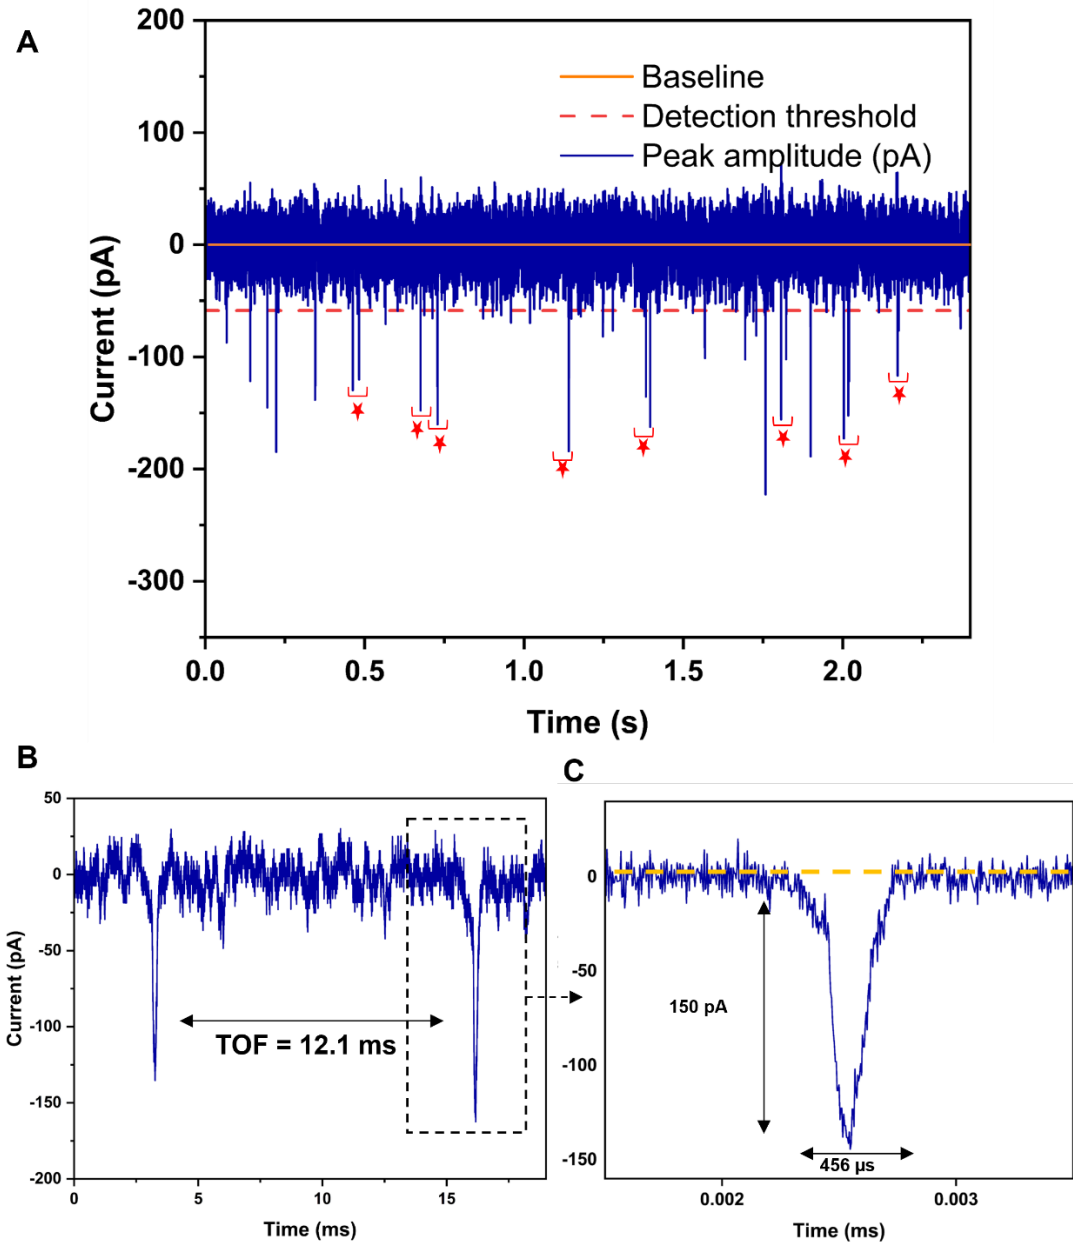 A
200
100
0
-100
-200
-300
Current (pA)
Baseline
Detection threshold
Peak amplitude (pA)
0.0 0.5 1.0 1.5 2.0
Time (s)
B
50
0
-50
-100
-150
-200
Current (pA)
TOF = 12.1 ms
0 5 10 15
Time (ms)
C
0
-50
-100
-150
150 pA
456 µs
0.002 0.003
Time (ms)